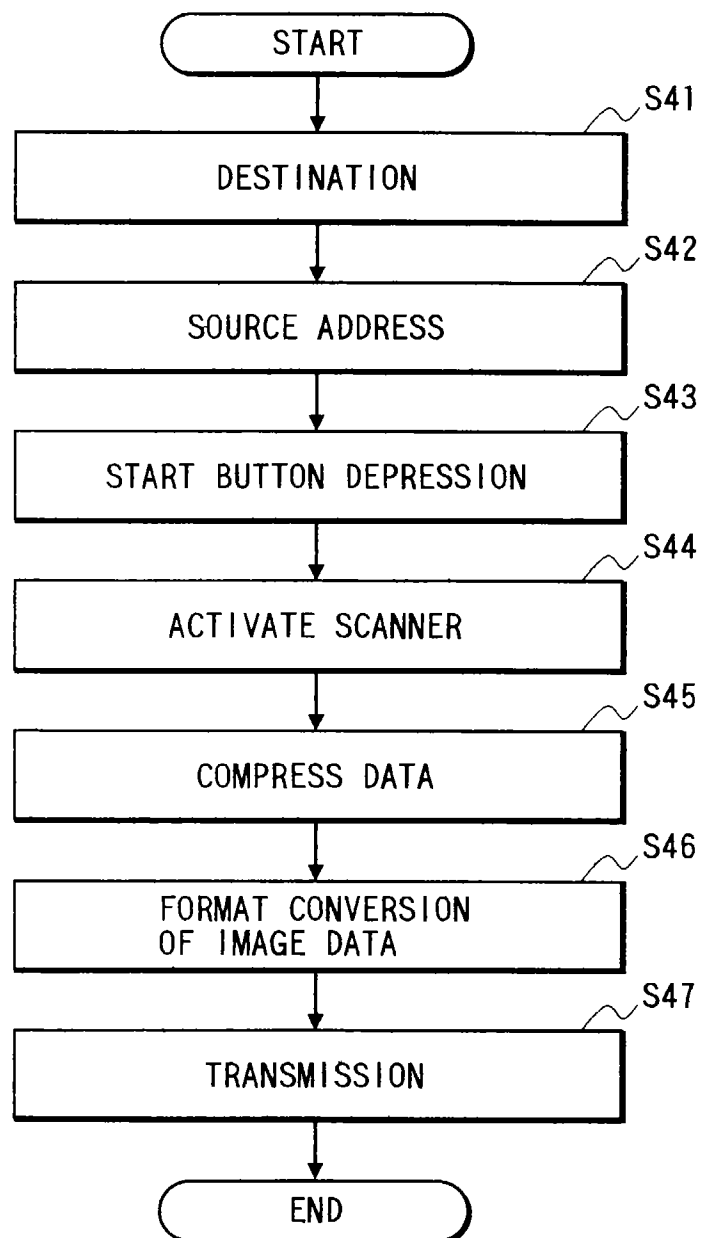 START
S41
DESTINATION
S42
SOURCE ADDRESS
S43
START BUTTON DEPRESSION
S44
ACTIVATE SCANNER
S45
COMPRESS DATA
S46
FORMAT CONVERSION
OF IMAGE DATA
S47
TRANSMISSION
END